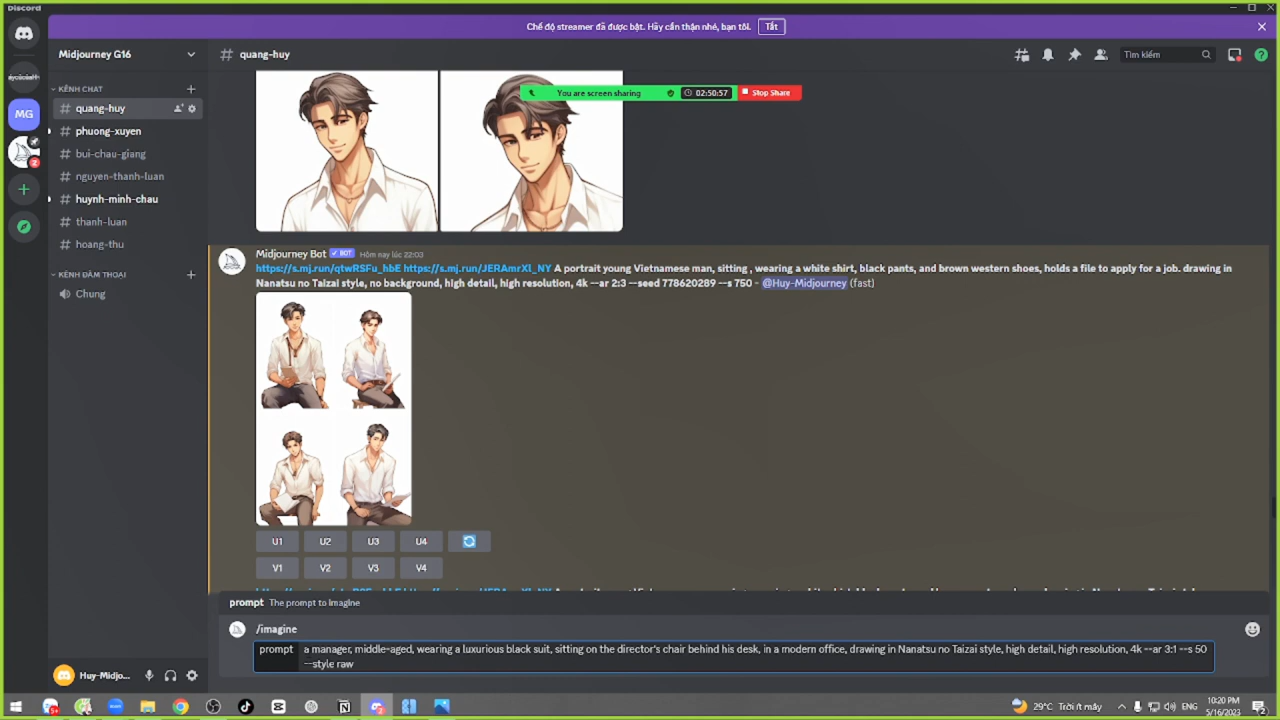 Discord
Chế độ streamer đã được bật. Hãy cẩn thận nhé, bạn tôi.
Tắt
Midjourney G16
quang-huy
Tìm kiếm
You are screen sharing
02:50:57
Stop Share
KÊNH CHAT
quang-huy
MG
phuong-xuyen
bui-chau-giang
2
nguyen-thanh-luan
huynh-minh-chau
thanh-luan
hoang-thu
KÊNH ĐÀM THOẠI
Chung
Midjourney Bot BOT Hôm nay lúc 22:03
https://s.mj.run/qtwRSFu_hbE https://s.mj.run/JERAmrXI_NY A portrait young Vietnamese man, sitting , wearing a white shirt, black pants, and brown western shoes, holds a file to apply for a job. drawing in
Nanatsu no Taizai style, no background, high detail, high resolution, 4k --ar 2:3 --seed 778620289 --s 750 - @Huy-Midjourney (fast)
U1 U2 U3 U4
V1 V2 V3 V4
prompt The prompt to imagine
/imagine
prompt a manager, middle-aged, wearing a luxurious black suit, sitting on the director's chair behind his desk, in a modern office, drawing in Nanatsu no Taizai style, high detail, high resolution, 4k --ar 3:1 --s 50
--style raw
Huy-Midjo...
5+
zoom
29°C Trời ít mây
ENG
10:20 PM
5/16/2023
2